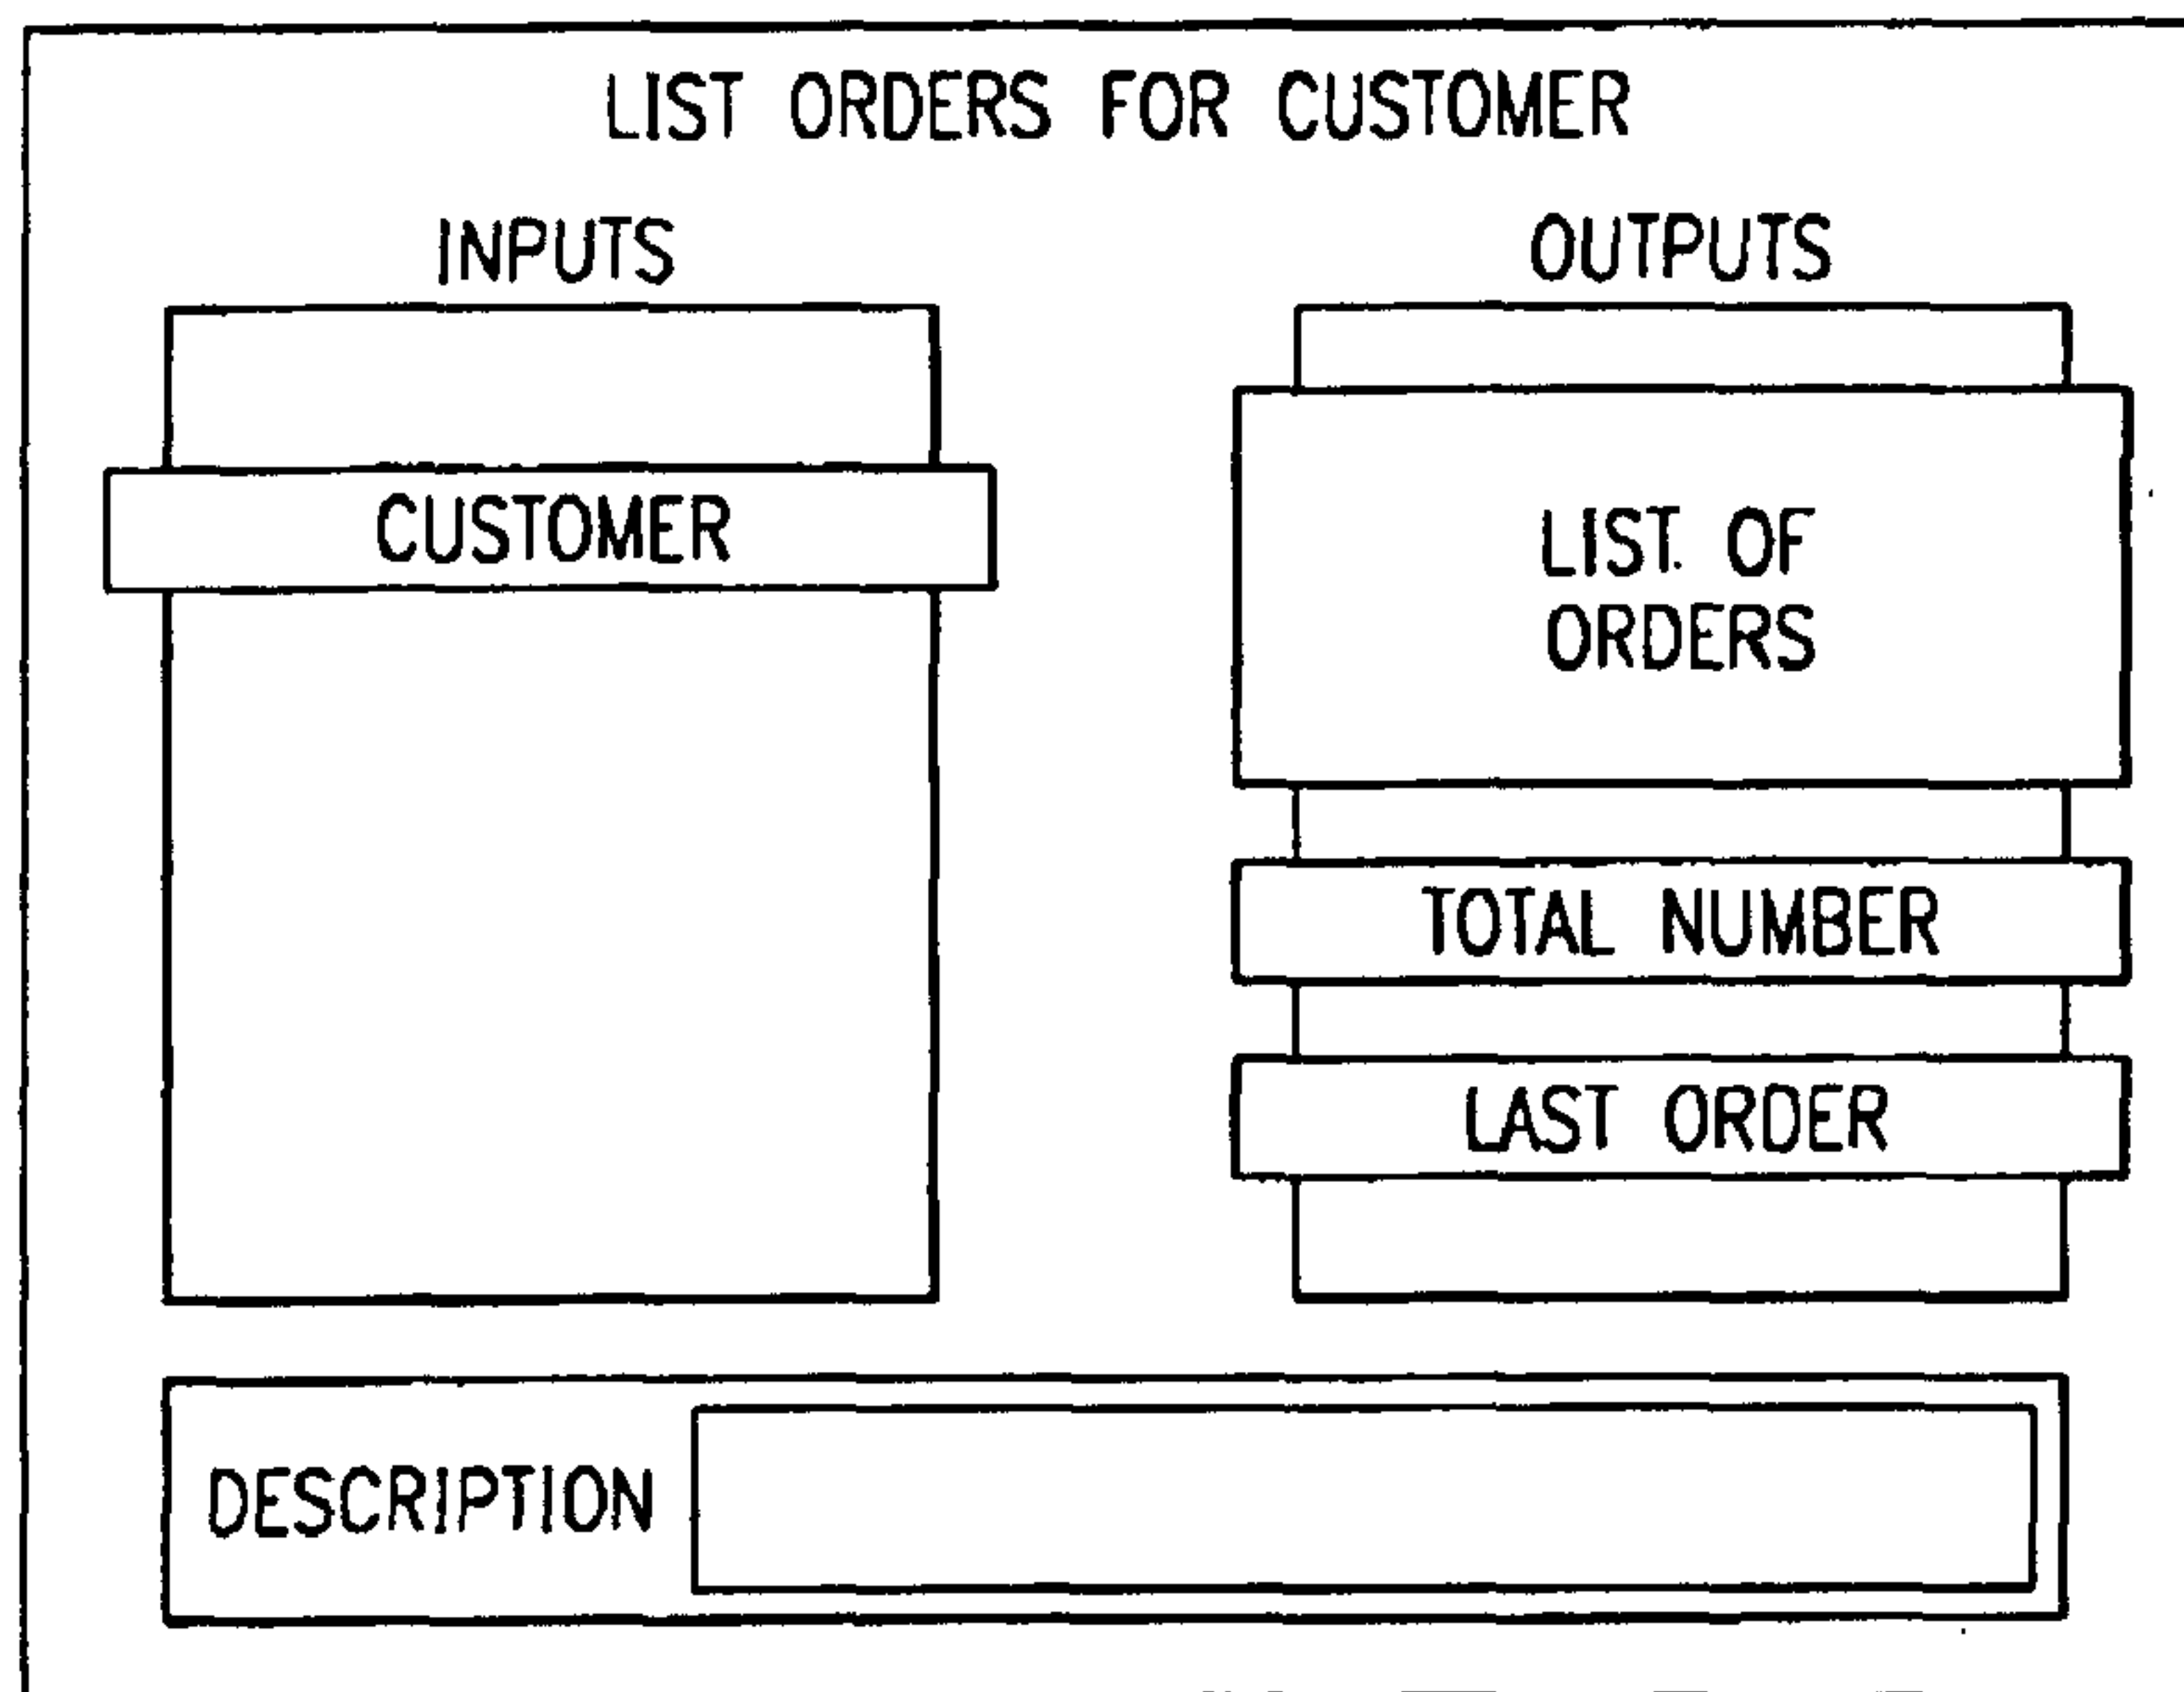 LIST ORDERS FOR CUSTOMER
INPUTS
OUTPUTS
CUSTOMER
LIST OF
ORDERS
TOTAL NUMBER
LAST ORDER
DESCRIPTION